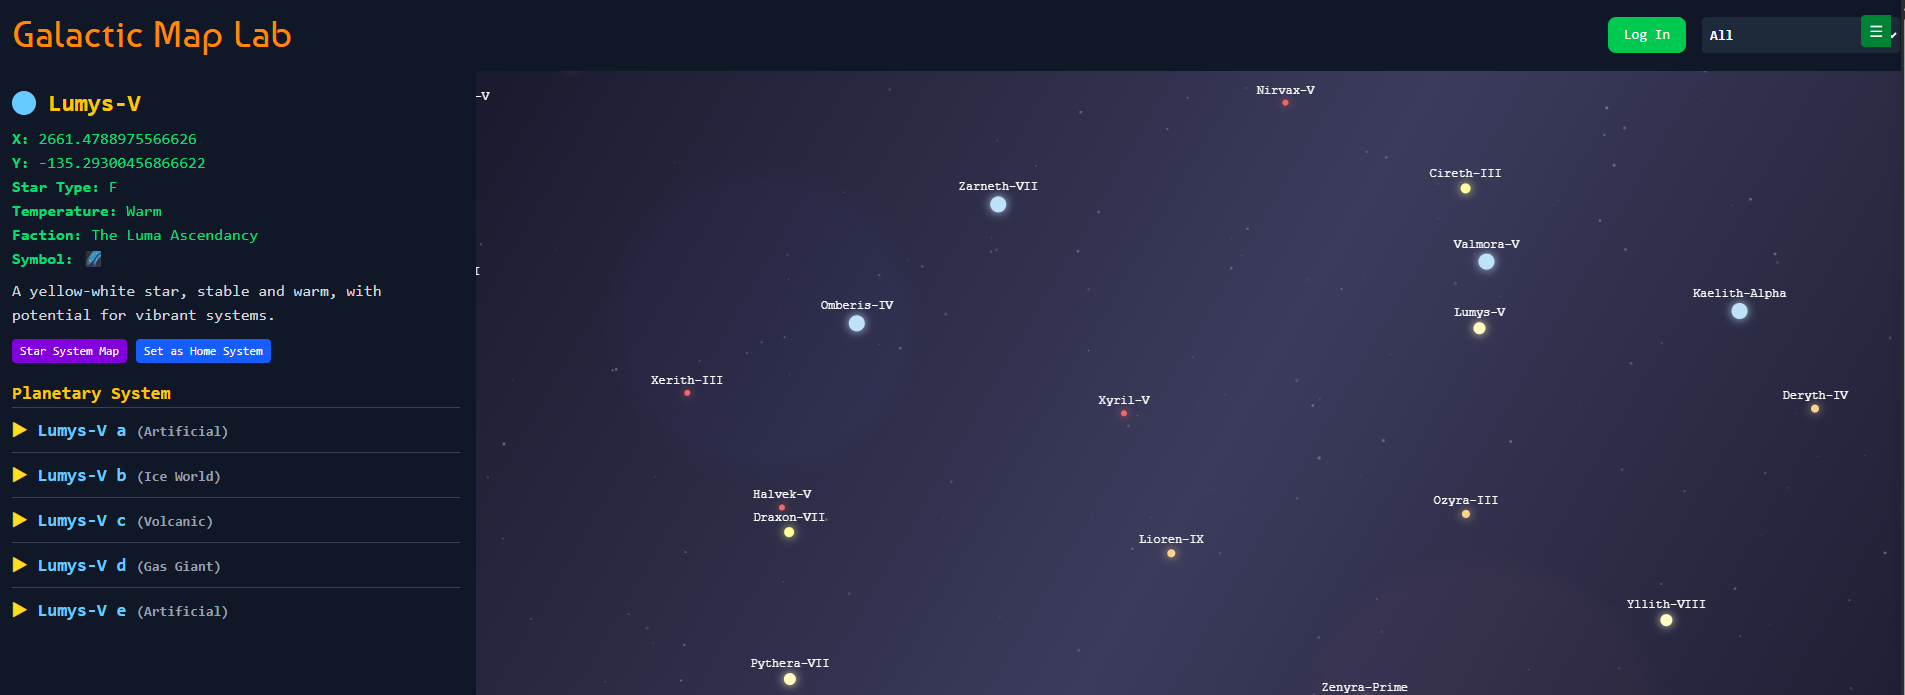 Galactic Map Lab
Log In
All
Lumys-V
X: 2661.4788975566626
Y: -135.29300456866622
Star Type: F
Temperature: Warm
Faction: The Luma Ascendancy
Symbol:
A yellow-white star, stable and warm, with
potential for vibrant systems.
Star System Map
Set as Home System
Planetary System
Lumys-V a (Artificial)
Lumys-V b (Ice World)
Lumys-V c (Volcanic)
Lumys-V d (Gas Giant)
Lumys-V e (Artificial)
-V
Nirvax-V
Cireth-III
Zarneth-VII
Valmora-V
I
Kaelith-Alpha
Omberis-IV
Lumys-V
Xerith-III
Deryth-IV
Xyril-V
Halvek-V
Ozyra-III
Draxon-VII
Lioren-IX
Yllith-VIII
Pythera-VII
Zenyra-Prime